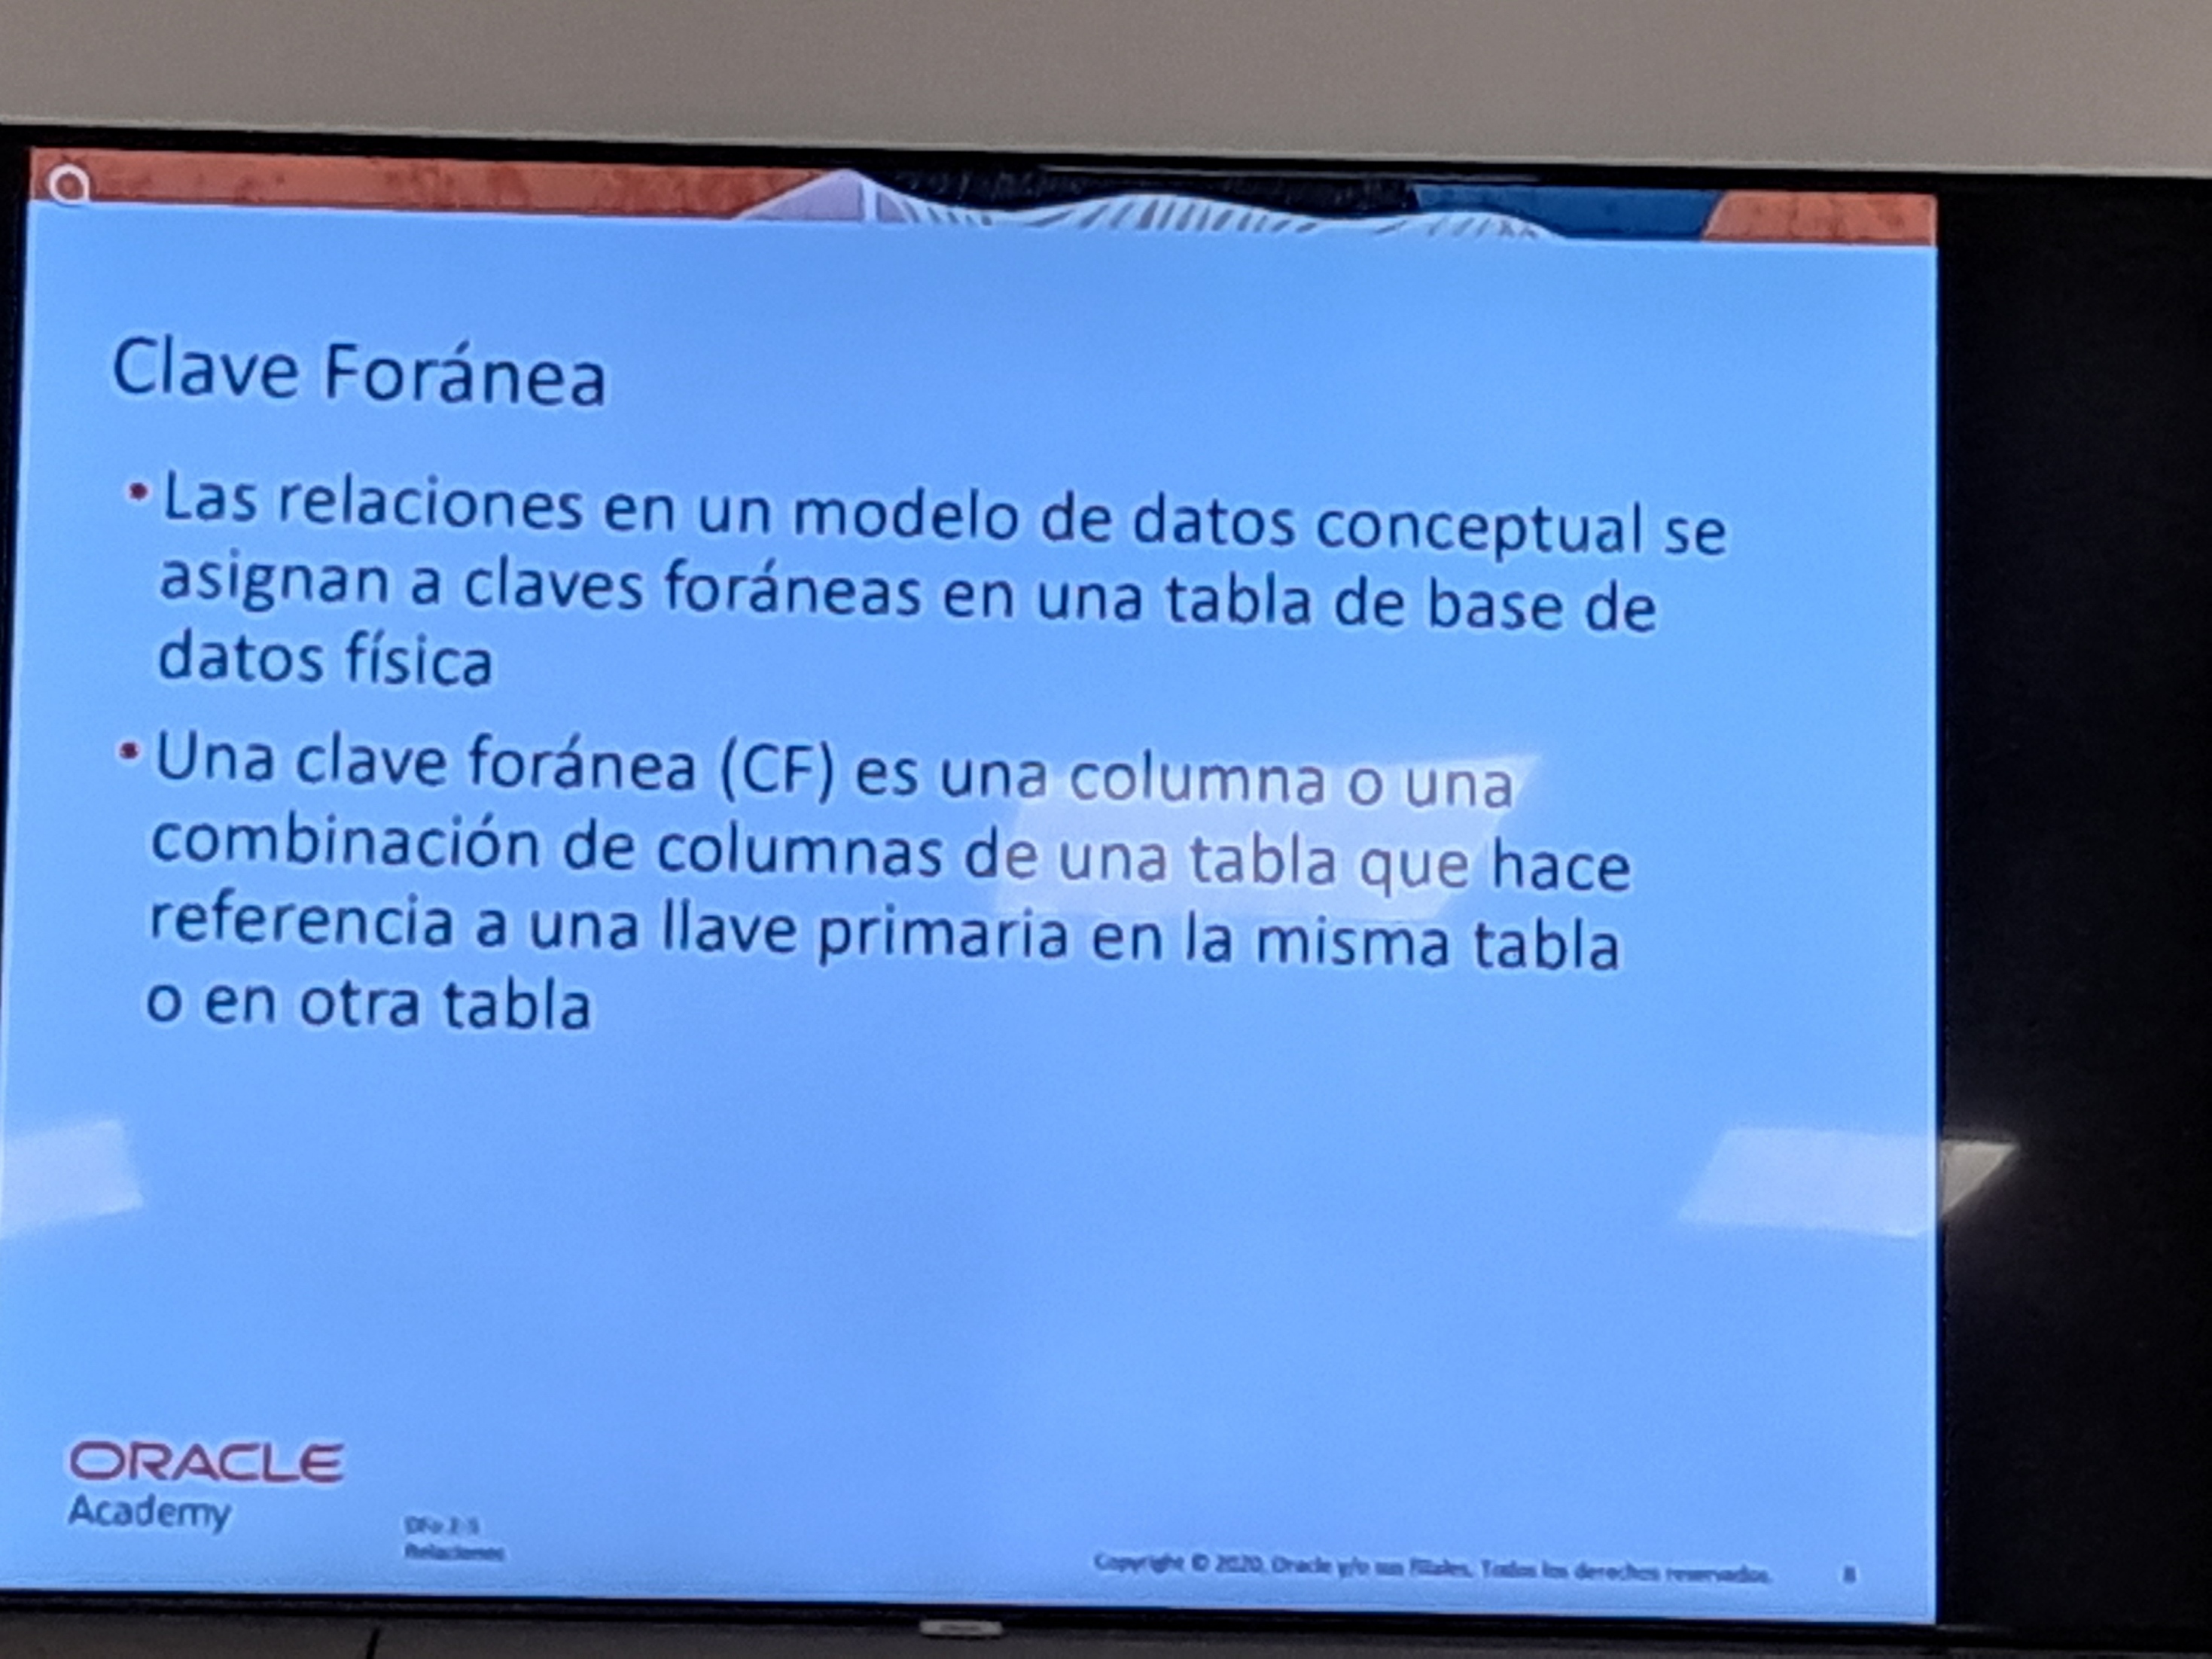 Clave Foránea
• Las relaciones en un modelo de datos conceptual se
asignan a claves foráneas en una tabla de base de
datos física
• Una clave foránea (CF) es una columna o una
combinación de columnas de una tabla que hace
referencia a una llave primaria en la misma tabla
o en otra tabla
ORACLE
Academy
Relaciones
Copyright © 2020, Oracle y/o sus filiales. Todos los derechos reservados.
8